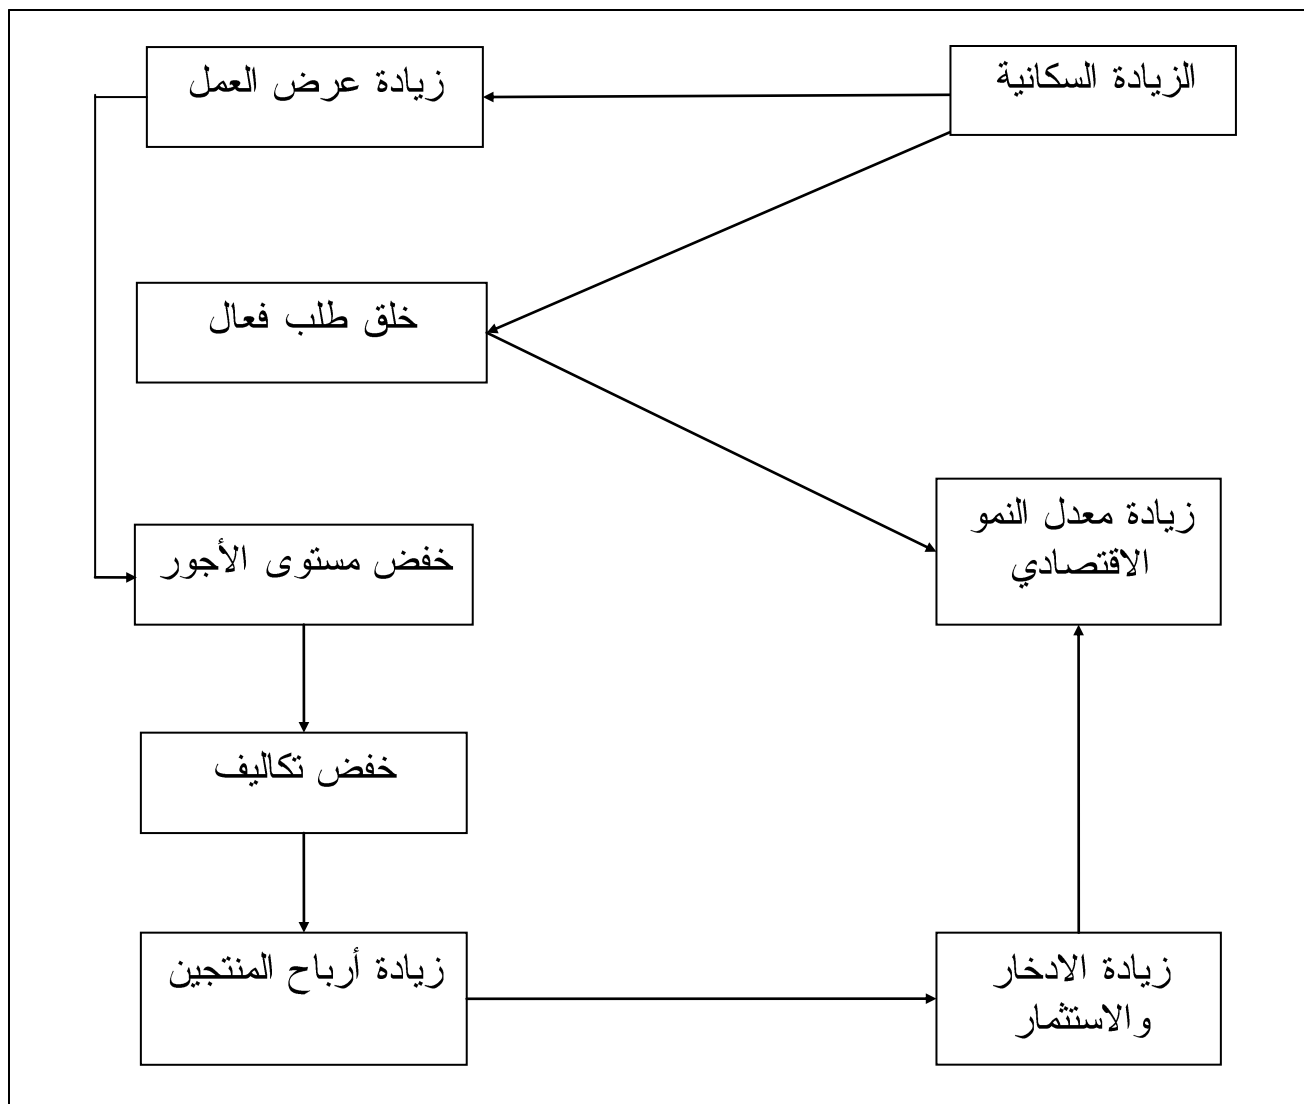 الزيادة السكانية
زيادة عرض العمل
خلق طلب فعال
زيادة معدل النمو
الاقتصادي
خفض مستوى الأجور
خفض تكاليف
زيادة أرباح المنتجين
زيادة الادخار
والاستثمار